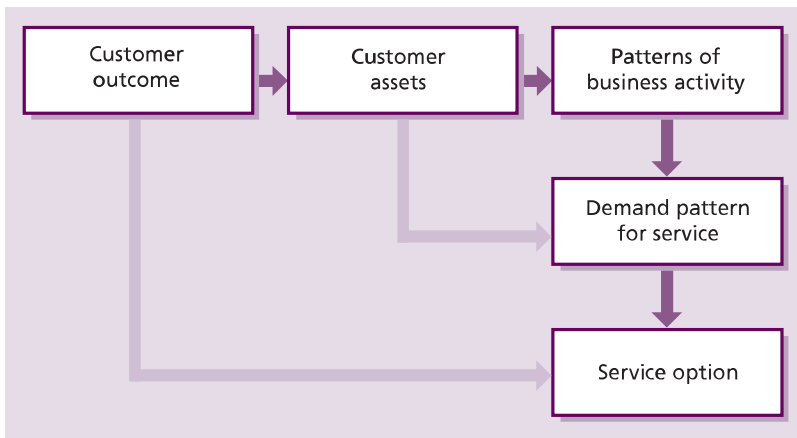 Customer
outcome
Customer
assets
Patterns of
business activity
Demand pattern
for service
Service option